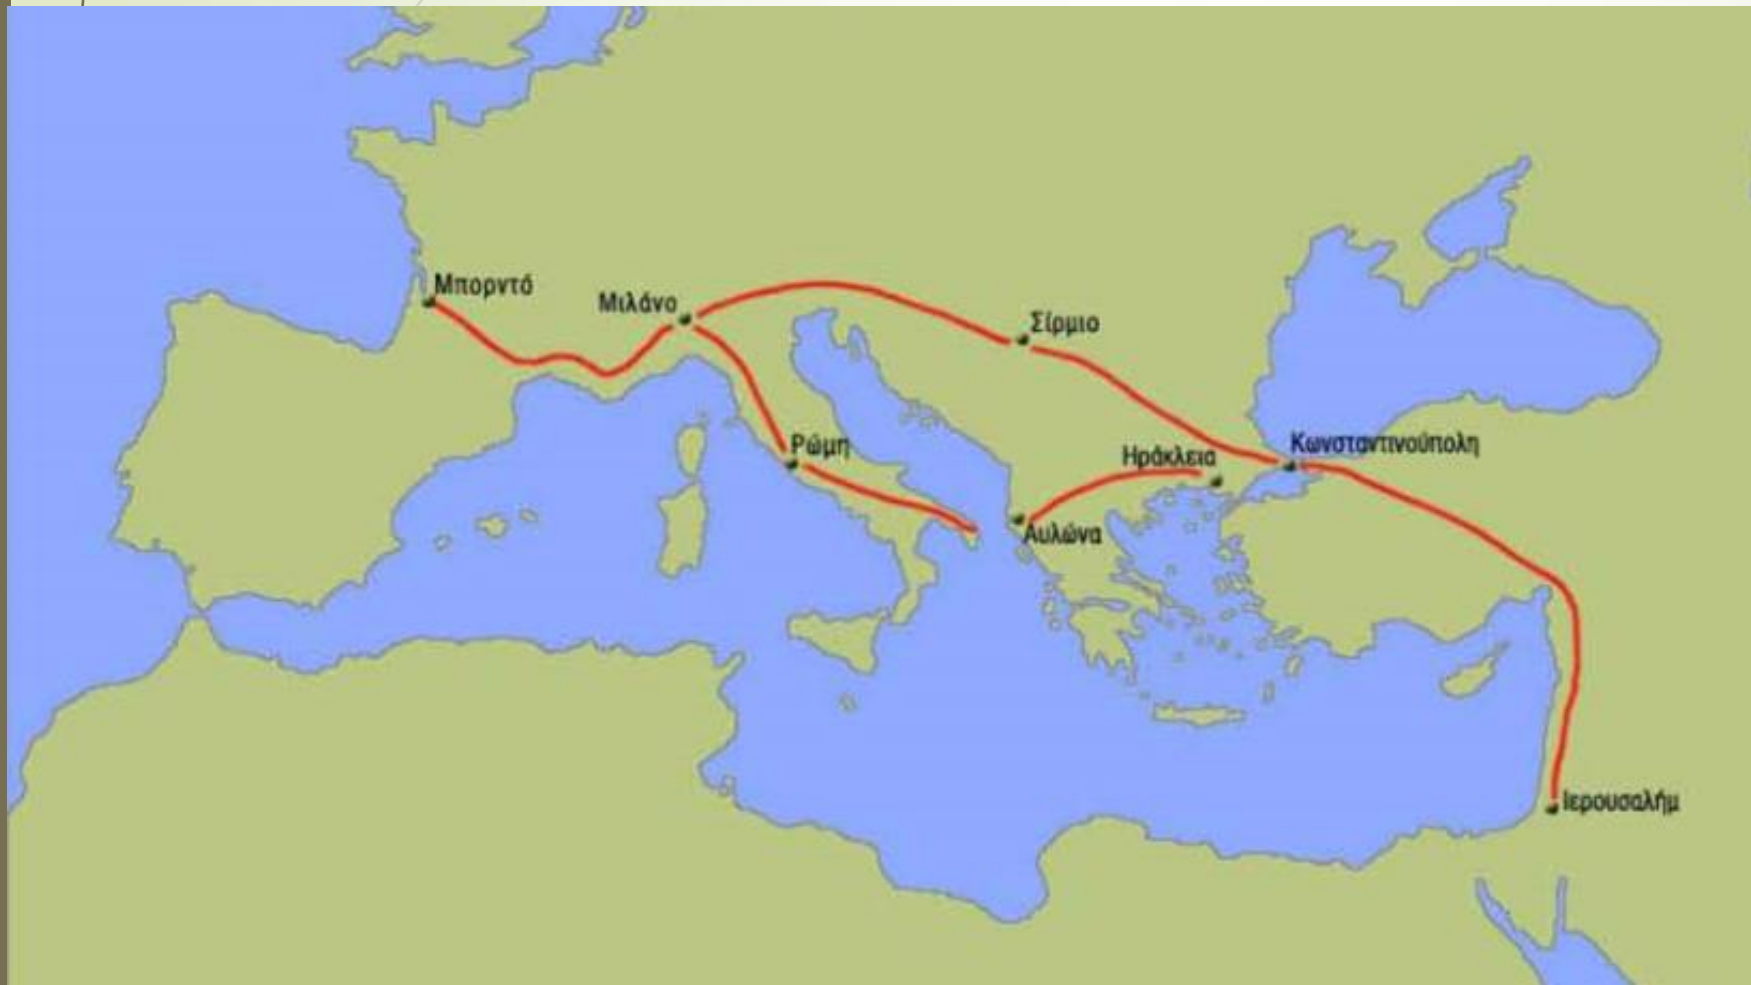 Μπορντό
Μιλάνο
Σίρμιο
Ρώμη
Ηράκλεια
Κωνσταντινούπολη
Αυλώνα
Ιερουσαλήμ